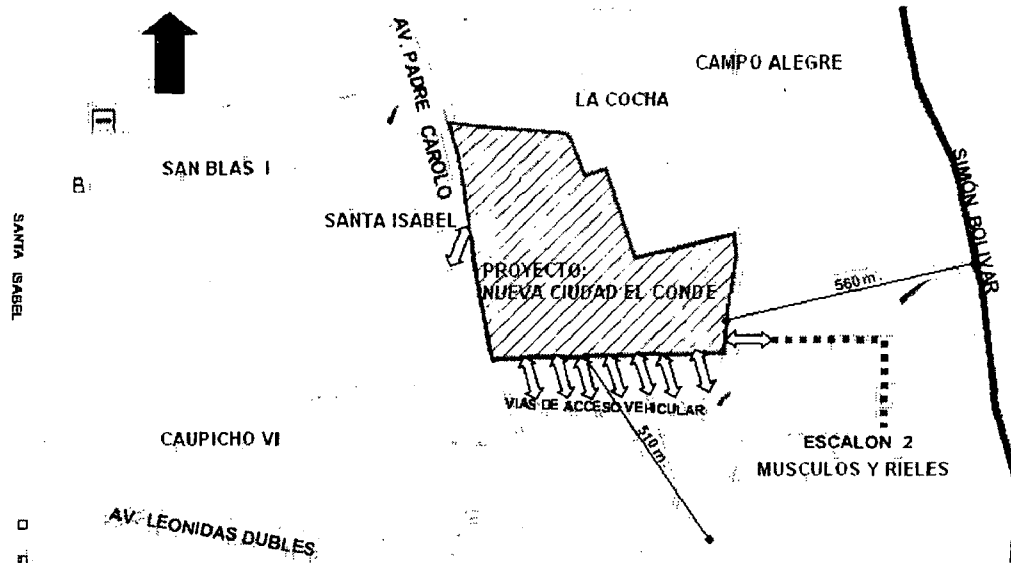 AV. PADRE CAROLO
CAMPO ALEGRE
LA COCHA
SAN BLAS I
SIMÓN BOLIVAR
SANTA ISABEL
SANTA ISABEL
PROYECTO:
NUEVA CIUDAD EL CONDE
560 m.
VIAS DE ACCESO VEHICULAR
510 m.
CAUPICHO VI
ESCALON 2
MUSCULOS Y RIELES
AV. LEONIDAS DUBLES